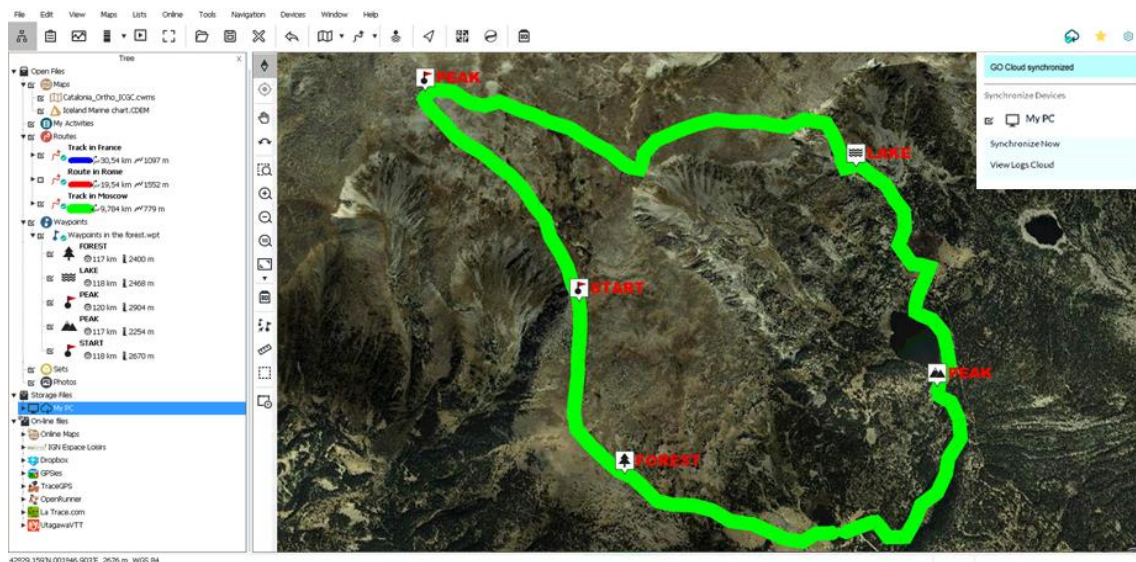 File Edit View Maps Lists Online Tools Navigation Devices Window Help
Tree X
Open Files
Maps
Catalonia_Ortho_ICGC.cwms
Iceland Marine chart.CDEM
My Activities
Routes
Track in France
30,54 km 1097 m
Route in Rome
19,54 km 1552 m
Track in Moscow
9,784 km 779 m
Waypoints
Waypoints in the forest.wpt
FOREST
117 km 2400 m
LAKE
118 km 2468 m
PEAK
120 km 2904 m
PEAK
117 km 2254 m
START
118 km 2670 m
Sets
Photos
Storage Files
My PC
On-line files
Online Maps
IGN Espace Loisirs
Dropbox
GPSies
TraceGPS
OpenRunner
La Trace.com
UtagawaVTT
PEAK
LAKE
START
PEAK
FOREST
GO Cloud synchronized
Synchronize Devices
My PC
Synchronize Now
View Logs Cloud
2676 m, WGS 84